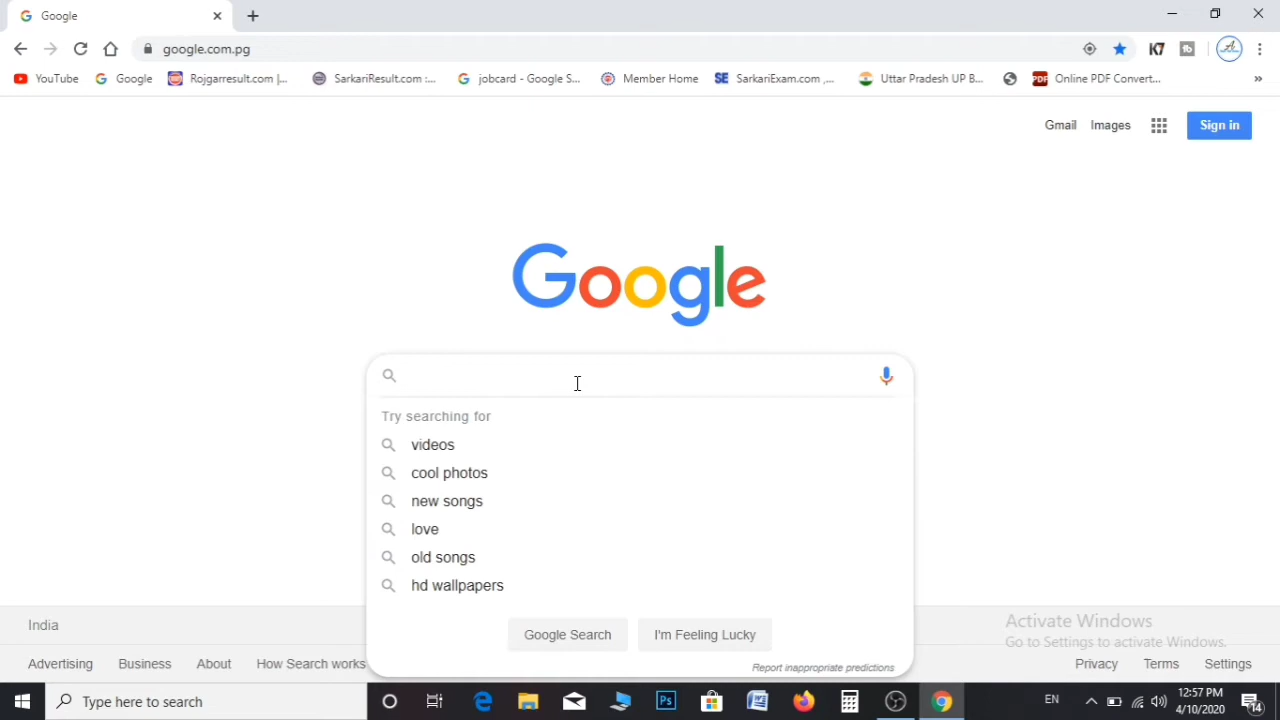 Google
google.com.pg
K7
YouTube Google Rojgarresult.com |... SarkariResult.com :... jobcard - Google S... Member Home SE SarkariExam.com ,... Uttar Pradesh UP B... PDF Online PDF Convert... »
Gmail Images Sign in
Google
Try searching for
videos
cool photos
new songs
love
old songs
hd wallpapers
Google Search I'm Feeling Lucky
Report inappropriate predictions
India
Activate Windows
Go to Settings to activate Windows.
Advertising Business About How Search works Privacy Terms Settings
Type here to search
Ps
EN
12:57 PM
4/10/2020
14